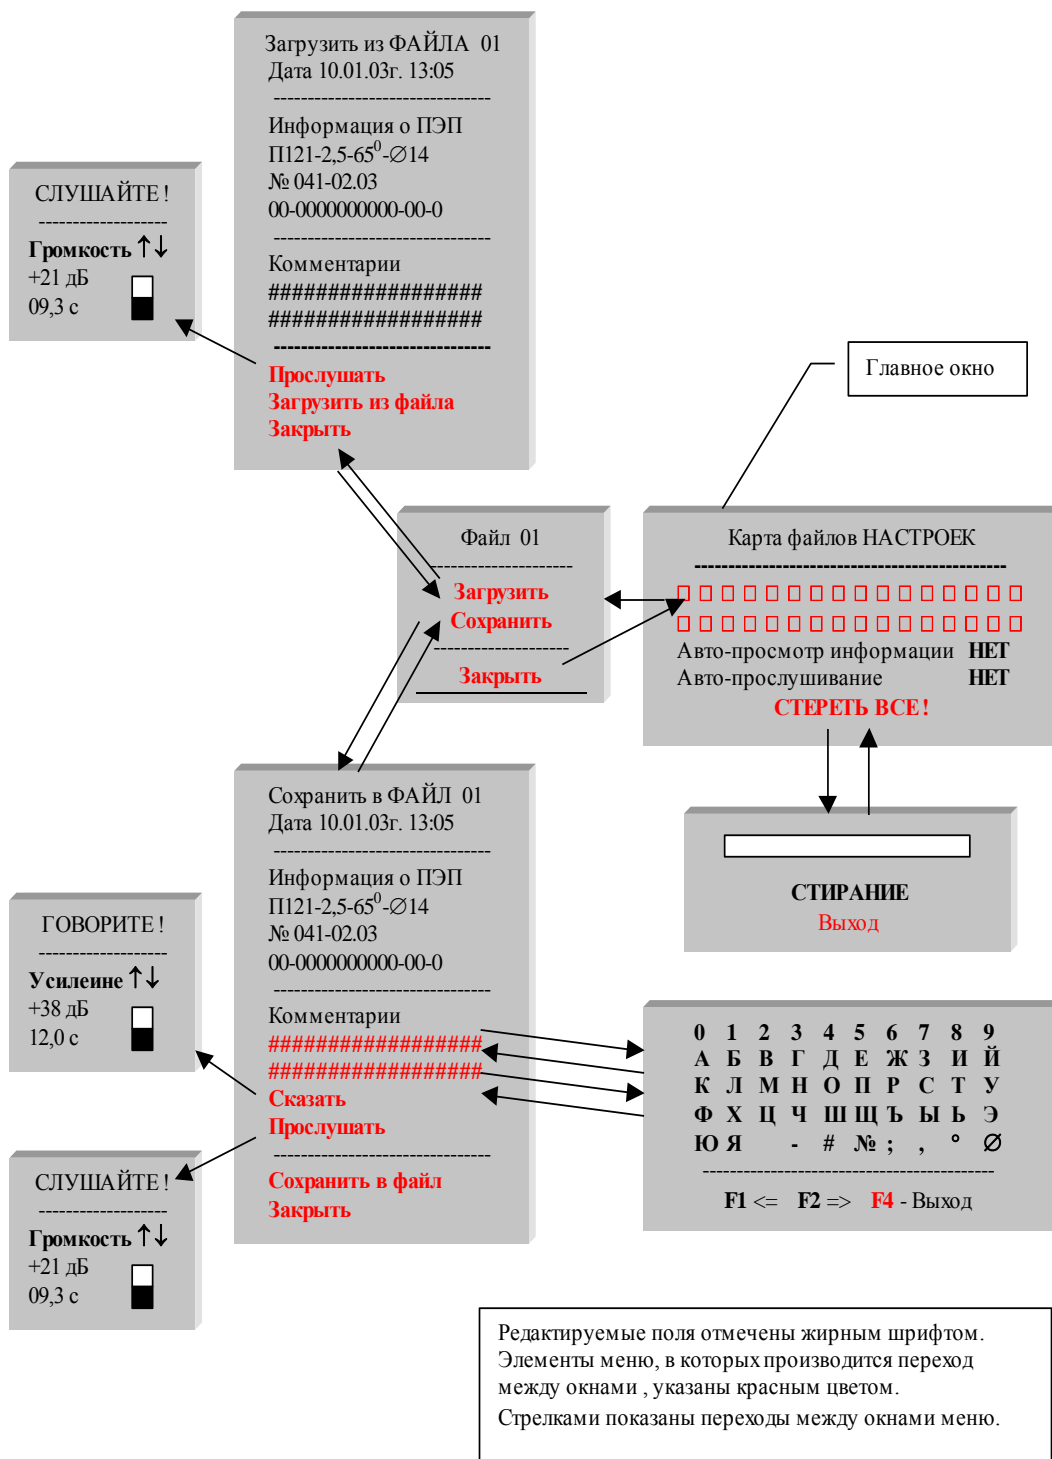 Загрузить из ФАЙЛА 01
Дата 10.01.03г. 13:05
--------------------------------
Информация о ПЭП
П121-2,5-65⁰-∅14
№ 041-02.03
00-0000000000-00-0
--------------------------------
Комментарии
##################
##################
--------------------------------
Прослушать
Загрузить из файла
Закрыть
СЛУШАЙТЕ !
-------------------
Громкость ↑↓
+21 дБ
09,3 с
Главное окно
Файл 01
--------------------
Загрузить
Сохранить
--------------------
Закрыть
Карта файлов НАСТРОЕК
----------------------------------------------
□ □ □ □ □ □ □ □ □ □ □ □ □ □ □ □
□ □ □ □ □ □ □ □ □ □ □ □ □ □ □ □
Авто-просмотр информации НЕТ
Авто-прослушивание НЕТ
СТЕРЕТЬ ВСЕ !
СТИРАНИЕ
Выход
Сохранить в ФАЙЛ 01
Дата 10.01.03г. 13:05
--------------------------------
Информация о ПЭП
П121-2,5-65⁰-∅14
№ 041-02.03
00-0000000000-00-0
--------------------------------
Комментарии
##################
##################
Сказать
Прослушать
--------------------------------
Сохранить в файл
Закрыть
ГОВОРИТЕ !
-------------------
Усилеине ↑↓
+38 дБ
12,0 с
СЛУШАЙТЕ !
-------------------
Громкость ↑↓
+21 дБ
09,3 с
0 1 2 3 4 5 6 7 8 9
А Б В Г Д Е Ж З И Й
К Л М Н О П Р С Т У
Ф Х Ц Ч Ш Щ Ъ Ы Ь Э
Ю Я - # № ; , ° ∅
-------------------------------------------
F1 <= F2 => F4 - Выход
Редактируемые поля отмечены жирным шрифтом.
Элементы меню, в которых производится переход
между окнами , указаны красным цветом.
Стрелками показаны переходы между окнами меню.